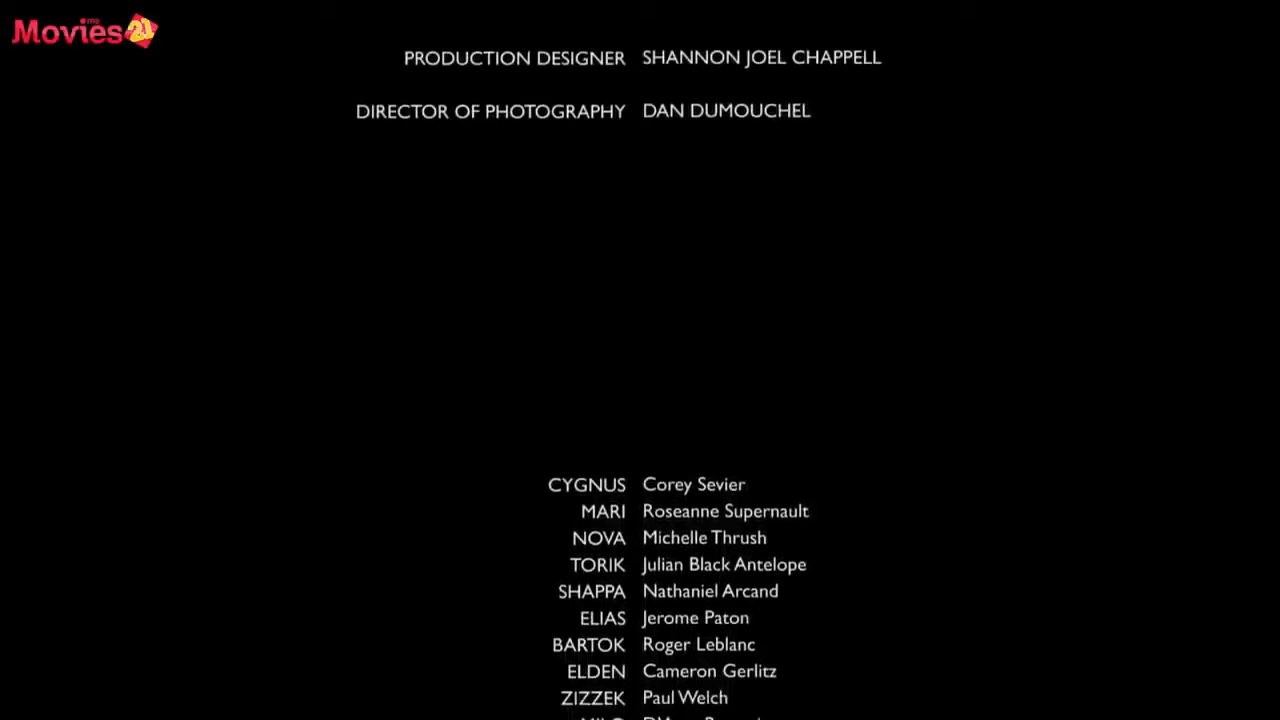 Movies 21
PRODUCTION DESIGNER SHANNON JOEL CHAPPELL
DIRECTOR OF PHOTOGRAPHY DAN DUMOUCHEL
CYGNUS Corey Sevier
MARI Roseanne Supernault
NOVA Michelle Thrush
TORIK Julian Black Antelope
SHAPPA Nathaniel Arcand
ELIAS Jerome Paton
BARTOK Roger Leblanc
ELDEN Cameron Gerlitz
ZIZZEK Paul Welch